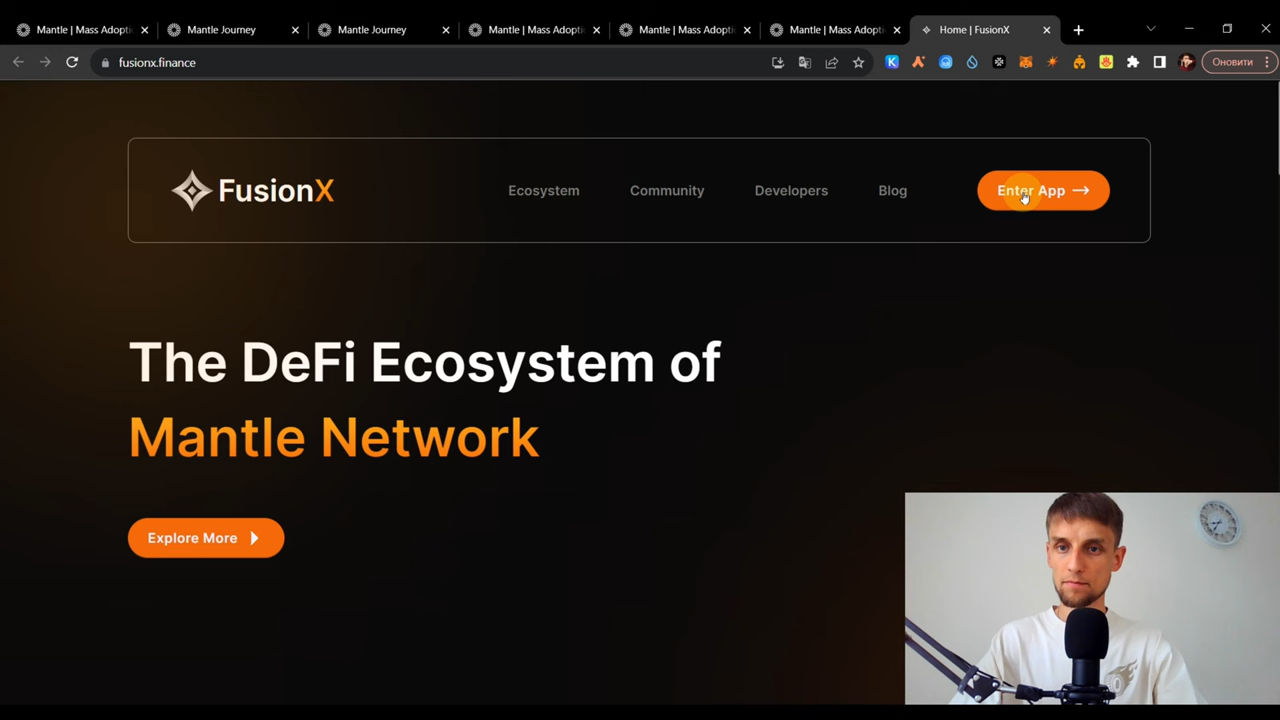 Mantle | Mass Adopti
Mantle Journey
Mantle Journey
Mantle | Mass Adopti
Mantle | Mass Adopti
Mantle | Mass Adopti
Home | FusionX
fusionx.finance
Оновити
FusionX
Ecosystem
Community
Developers
Blog
Enter App
The DeFi Ecosystem of
Mantle Network
Explore More